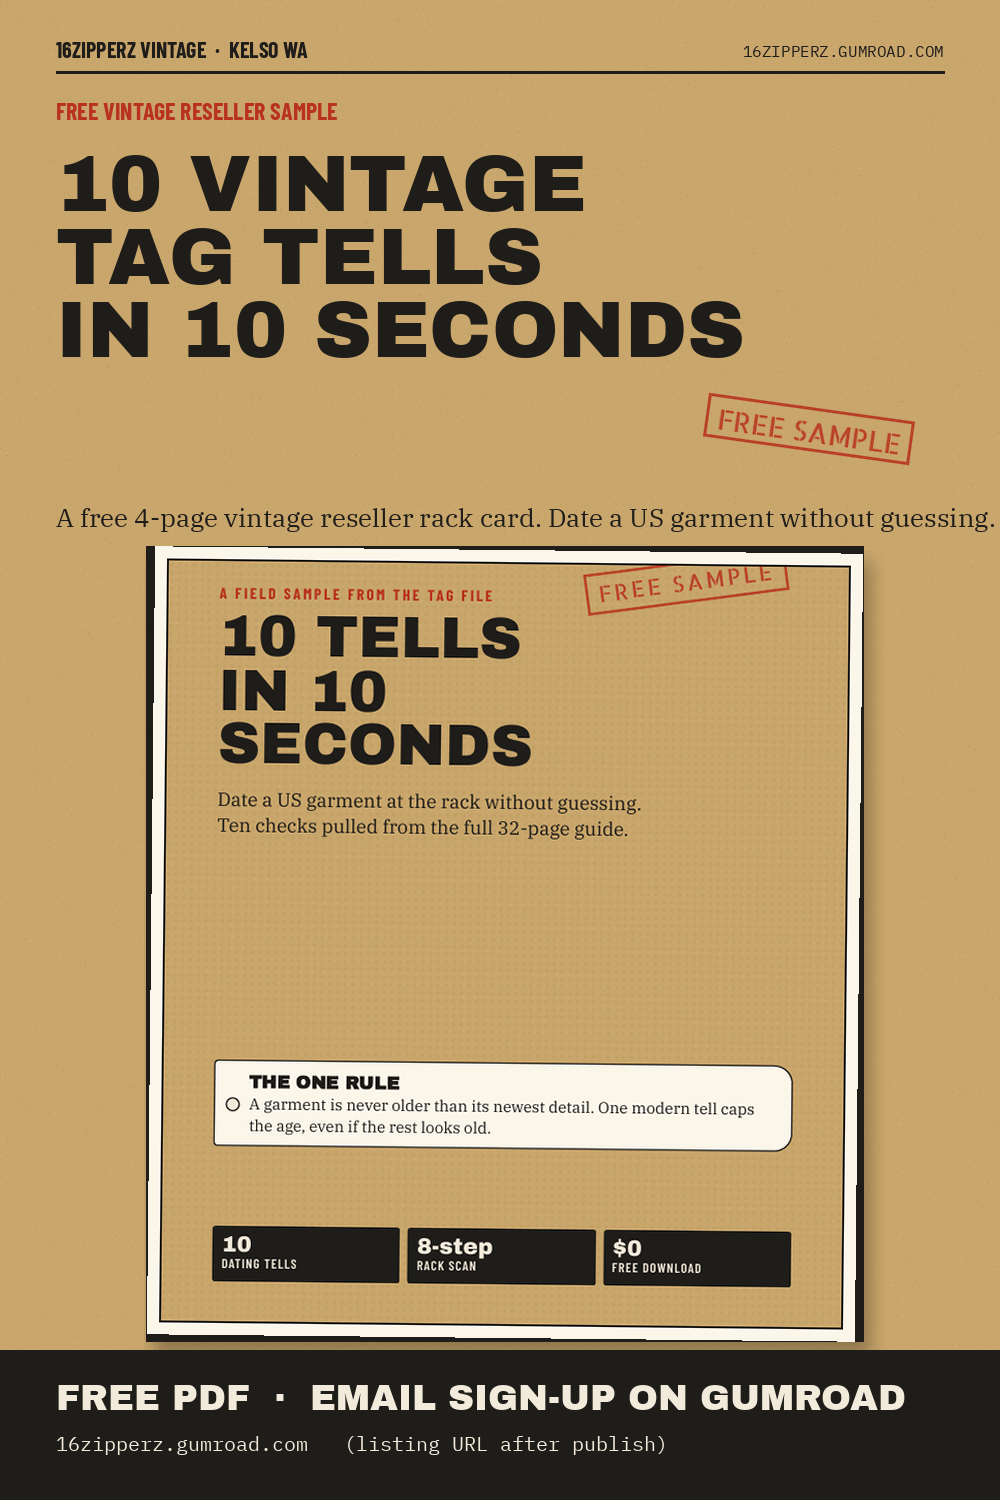 16ZIPPERZ VINTAGE · KELSO WA
16ZIPPERZ.GUMROAD.COM
FREE VINTAGE RESELLER SAMPLE
10 VINTAGE
TAG TELLS
IN 10 SECONDS
FREE SAMPLE
A free 4-page vintage reseller rack card. Date a US garment without guessing.
A FIELD SAMPLE FROM THE TAG FILE
FREE SAMPLE
10 TELLS
IN 10
SECONDS
Date a US garment at the rack without guessing.
Ten checks pulled from the full 32-page guide.
THE ONE RULE
A garment is never older than its newest detail. One modern tell caps
the age, even if the rest looks old.
10
DATING TELLS
8-step
RACK SCAN
$0
FREE DOWNLOAD
FREE PDF · EMAIL SIGN-UP ON GUMROAD
16zipperz.gumroad.com (listing URL after publish)